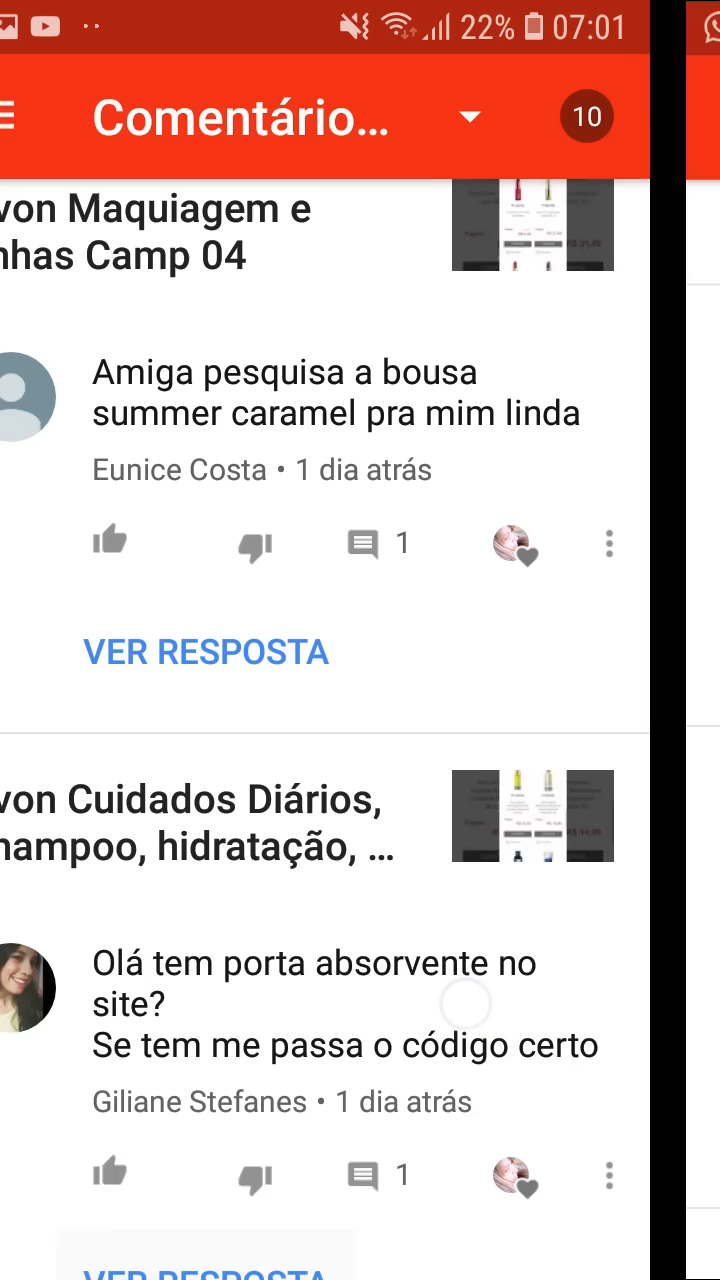 22% 07:01
Comentário... 10
von Maquiagem e
nhas Camp 04
Amiga pesquisa a bousa
summer caramel pra mim linda
Eunice Costa • 1 dia atrás
1
VER RESPOSTA
von Cuidados Diários,
hampoo, hidratação, ...
Olá tem porta absorvente no
site?
Se tem me passa o código certo
Giliane Stefanes • 1 dia atrás
1
VER RESPOSTA